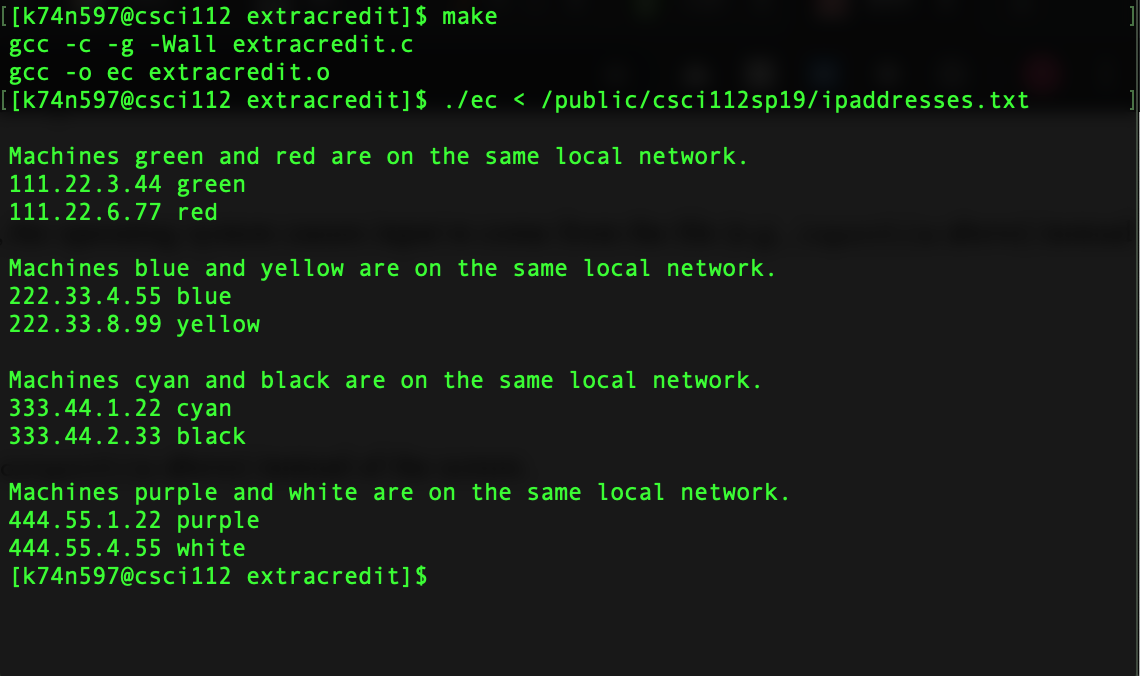 [[k74n597@csci112 extracredit]$ make ]
gcc -c -g -Wall extracredit.c
gcc -o ec extracredit.o
[[k74n597@csci112 extracredit]$ ./ec < /public/csci112sp19/ipaddresses.txt ]
Machines green and red are on the same local network.
111.22.3.44 green
111.22.6.77 red
Machines blue and yellow are on the same local network.
222.33.4.55 blue
222.33.8.99 yellow
Machines cyan and black are on the same local network.
333.44.1.22 cyan
333.44.2.33 black
Machines purple and white are on the same local network.
444.55.1.22 purple
444.55.4.55 white
[k74n597@csci112 extracredit]$